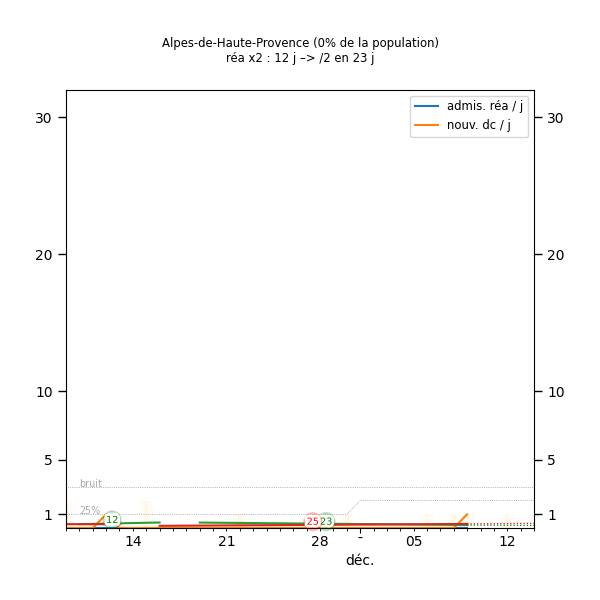 Alpes-de-Haute-Provence (0% de la population)
réa x2 : 12 j –> /2 en 23 j
admis. réa / j
nouv. dc / j
30 30
20 20
10 10
5 5
bruit
25%
1 12 25 23 1
14 21 28 - 05 12
déc.